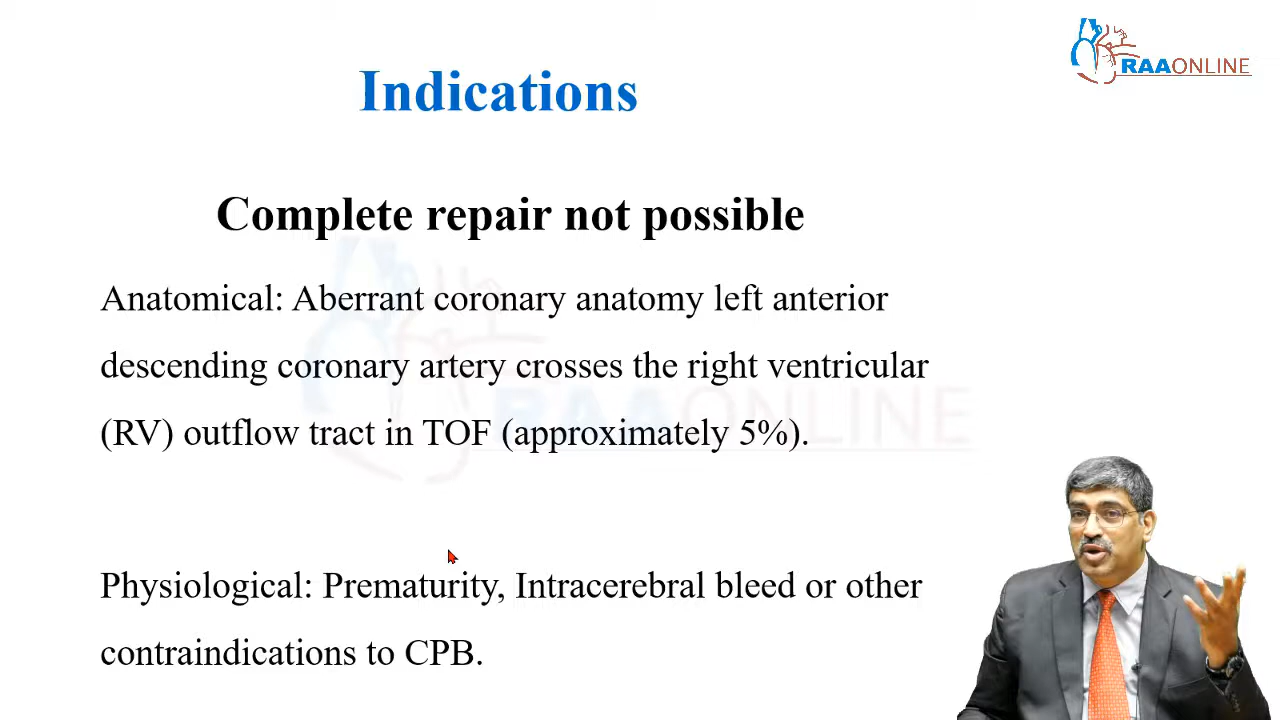 RAAONLINE
Indications
Complete repair not possible
Anatomical: Aberrant coronary anatomy left anterior
descending coronary artery crosses the right ventricular
(RV) outflow tract in TOF (approximately 5%).
RAAONLINE
Physiological: Prematurity, Intracerebral bleed or other
contraindications to CPB.